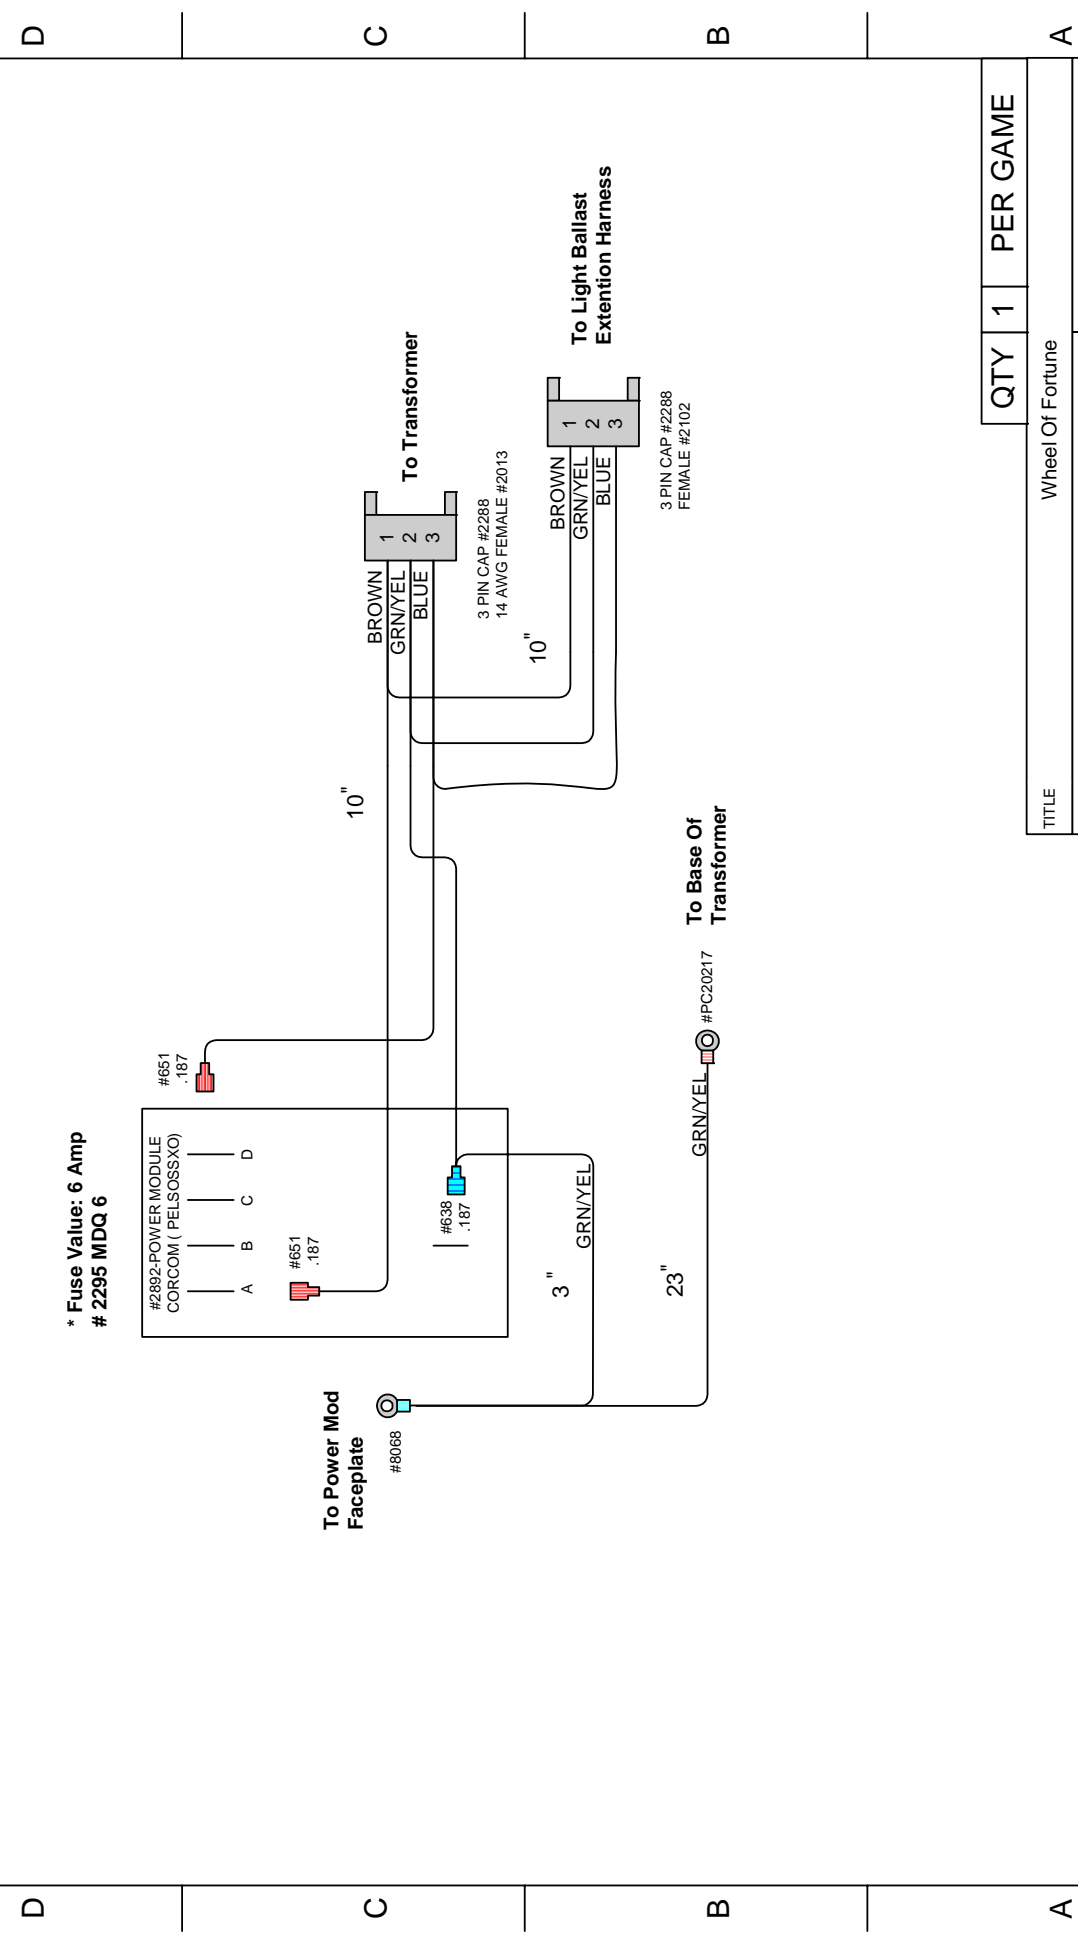 D
C
B
A
* Fuse Value: 6 Amp
# 2295 MDQ 6
#2892-POWER MODULE
CORCOM ( PELSOSSXO)
A
B
C
D
#651
.187
#651
.187
#638
.187
To Power Mod
Faceplate
#8068
10"
BROWN
GRN/YEL
BLUE
1
2
3
To Transformer
3 PIN CAP #2288
14 AWG FEMALE #2013
10"
BROWN
GRN/YEL
BLUE
1
2
3
To Light Ballast
Extention Harness
3 PIN CAP #2288
FEMALE #2102
GRN/YEL
3 "
23"
GRN/YEL
#PC20217
To Base Of
Transformer
QTY 1 PER GAME
TITLE
Wheel Of Fortune
D
C
B
A